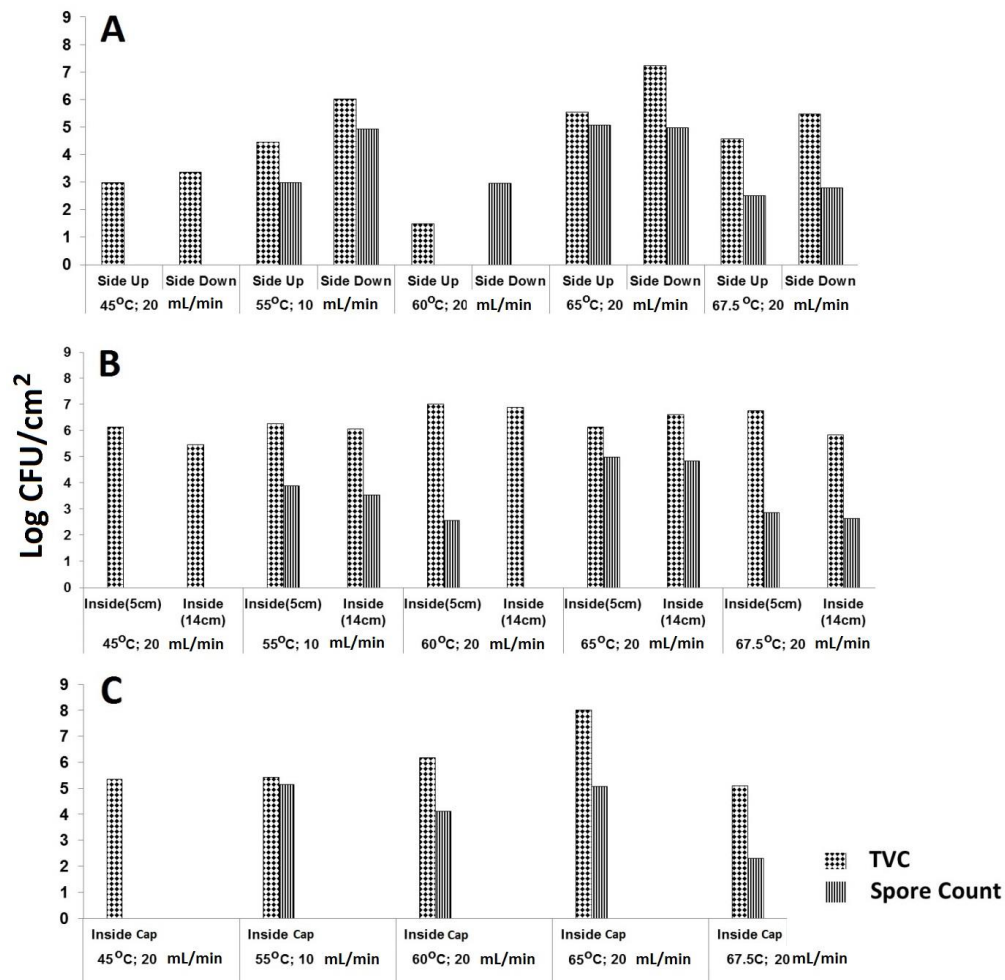 A
9
8
7
6
5
4
3
2
1
0
Side Up Side Down Side Up Side Down Side Up Side Down Side Up Side Down Side Up Side Down
45°C; 20 mL/min 55°C; 10 mL/min 60°C; 20 mL/min 65°C; 20 mL/min 67.5 °C; 20 mL/min
B
Log CFU/cm²
9
8
7
6
5
4
3
2
1
0
Inside(5cm) Inside Inside(5cm) Inside Inside(5cm) Inside Inside(5cm) Inside Inside(5cm) Inside
(14cm) (14cm) (14cm) (14cm) (14cm)
45°C; 20 mL/min 55°C; 10 mL/min 60°C; 20 mL/min 65°C; 20 mL/min 67.5°C; 20 mL/min
C
9
8
7
6
5
4
3
2
1
0
Inside Cap Inside Cap Inside Cap Inside Cap Inside Cap
45°C; 20 mL/min 55°C; 10 mL/min 60°C; 20 mL/min 65°C; 20 mL/min 67.5C; 20 mL/min
TVC
Spore Count